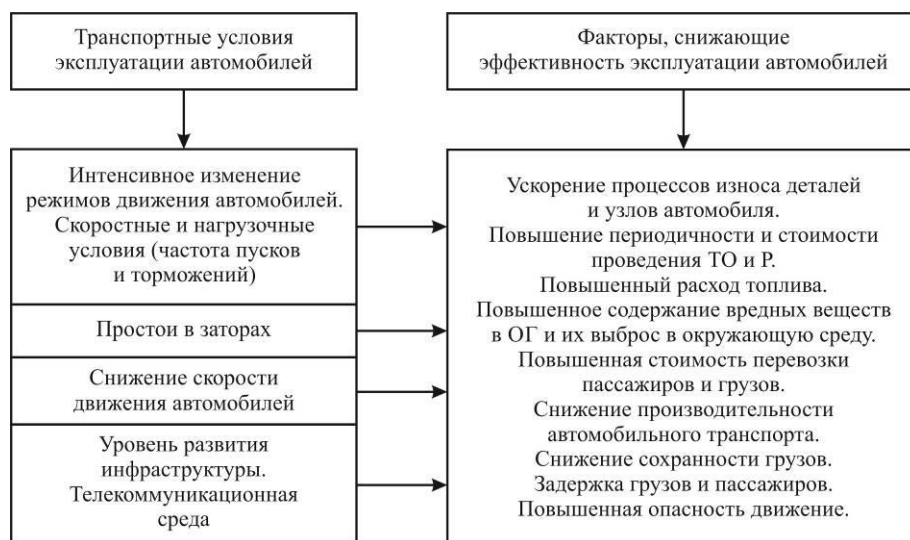 Транспортные условия
эксплуатации автомобилей
Факторы, снижающие
эффективность эксплуатации автомобилей
Интенсивное изменение
режимов движения автомобилей.
Скоростные и нагрузочные
условия (частота пусков
и торможений)
Простои в заторах
Снижение скорости
движения автомобилей
Уровень развития
инфраструктуры.
Телекоммуникационная
среда
Ускорение процессов износа деталей
и узлов автомобиля.
Повышение периодичности и стоимости
проведения ТО и Р.
Повышенный расход топлива.
Повышенное содержание вредных веществ
в ОГ и их выброс в окружающую среду.
Повышенная стоимость перевозки
пассажиров и грузов.
Снижение производительности
автомобильного транспорта.
Снижение сохранности грузов.
Задержка грузов и пассажиров.
Повышенная опасность движение.